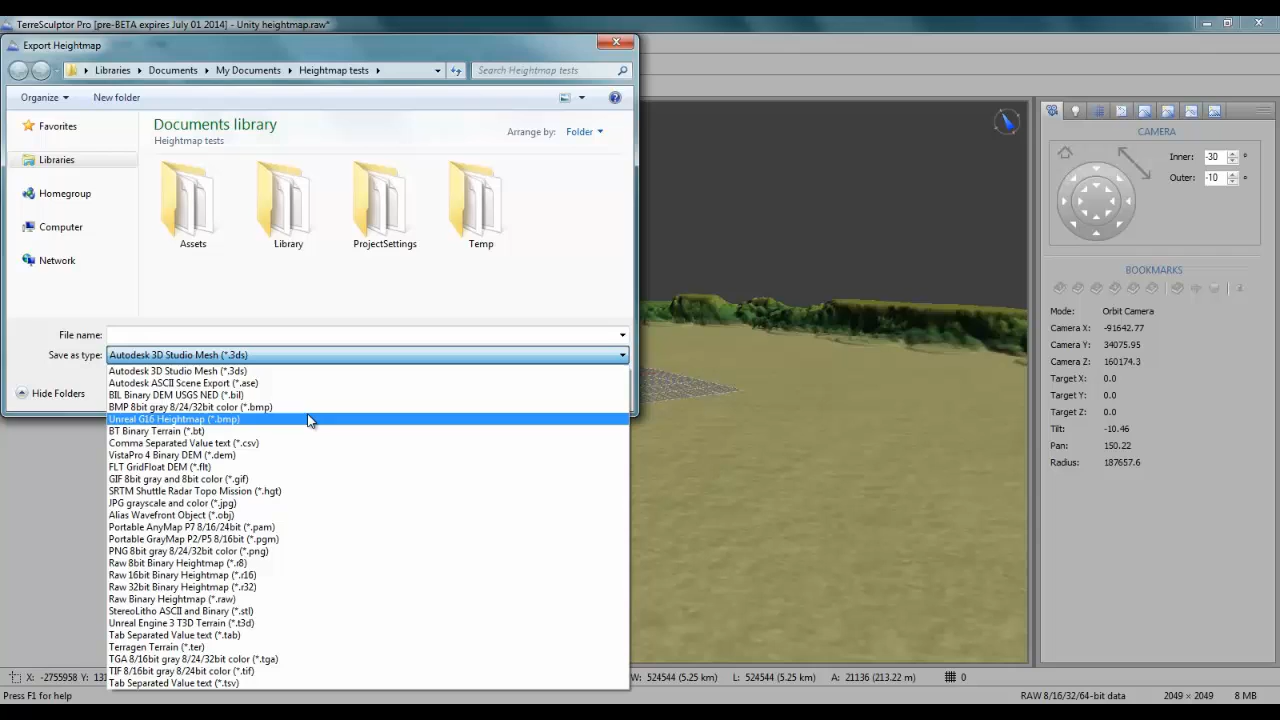 TerreSculptor Pro [pre-BETA expires July 01 2014] - Unity heightmap.raw*
Export Heightmap
Libraries Documents My Documents Heightmap tests
Search Heightmap tests
Organize New folder
Favorites
Libraries
Homegroup
Computer
Network
Documents library
Heightmap tests
Arrange by: Folder
Assets
Library
ProjectSettings
Temp
File name:
Save as type: Autodesk 3D Studio Mesh (*.3ds)
Hide Folders
Autodesk 3D Studio Mesh (*.3ds)
Autodesk ASCII Scene Export (*.ase)
BIL Binary DEM USGS NED (*.bil)
BMP 8bit gray 8/24/32bit color (*.bmp)
Unreal G16 Heightmap (*.bmp)
BT Binary Terrain (*.bt)
Comma Separated Value text (*.csv)
VistaPro 4 Binary DEM (*.dem)
FLT GridFloat DEM (*.flt)
GIF 8bit gray and 8bit color (*.gif)
SRTM Shuttle Radar Topo Mission (*.hgt)
JPG grayscale and color (*.jpg)
Alias Wavefront Object (*.obj)
Portable AnyMap P7 8/16/24bit (*.pam)
Portable GrayMap P2/P5 8/16bit (*.pgm)
PNG 8bit gray 8/24/32bit color (*.png)
Raw 8bit Binary Heightmap (*.r8)
Raw 16bit Binary Heightmap (*.r16)
Raw 32bit Binary Heightmap (*.r32)
Raw Binary Heightmap (*.raw)
StereoLitho ASCII and Binary (*.stl)
Unreal Engine 3 T3D Terrain (*.t3d)
Tab Separated Value text (*.tab)
Terragen Terrain (*.ter)
TGA 8/16bit gray 8/24/32bit color (*.tga)
TIF 8/16bit gray 8/24/32bit color (*.tif)
Tab Separated Value text (*.tsv)
CAMERA
Inner: -30 °
Outer: -10 °
BOOKMARKS
Mode: Orbit Camera
Camera X: -91642.77
Camera Y: 34075.95
Camera Z: 160174.3
Target X: 0.0
Target Y: 0.0
Target Z: 0.0
Tilt: -10.46
Pan: 150.22
Radius: 187657.6
X: -2755958 Y: W: 524544 (5.25 km) L: 524544 (5.25 km) A: 21136 (213.22 m) 0
Press F1 for help RAW 8/16/32/64-bit data 2049 × 2049 8 MB